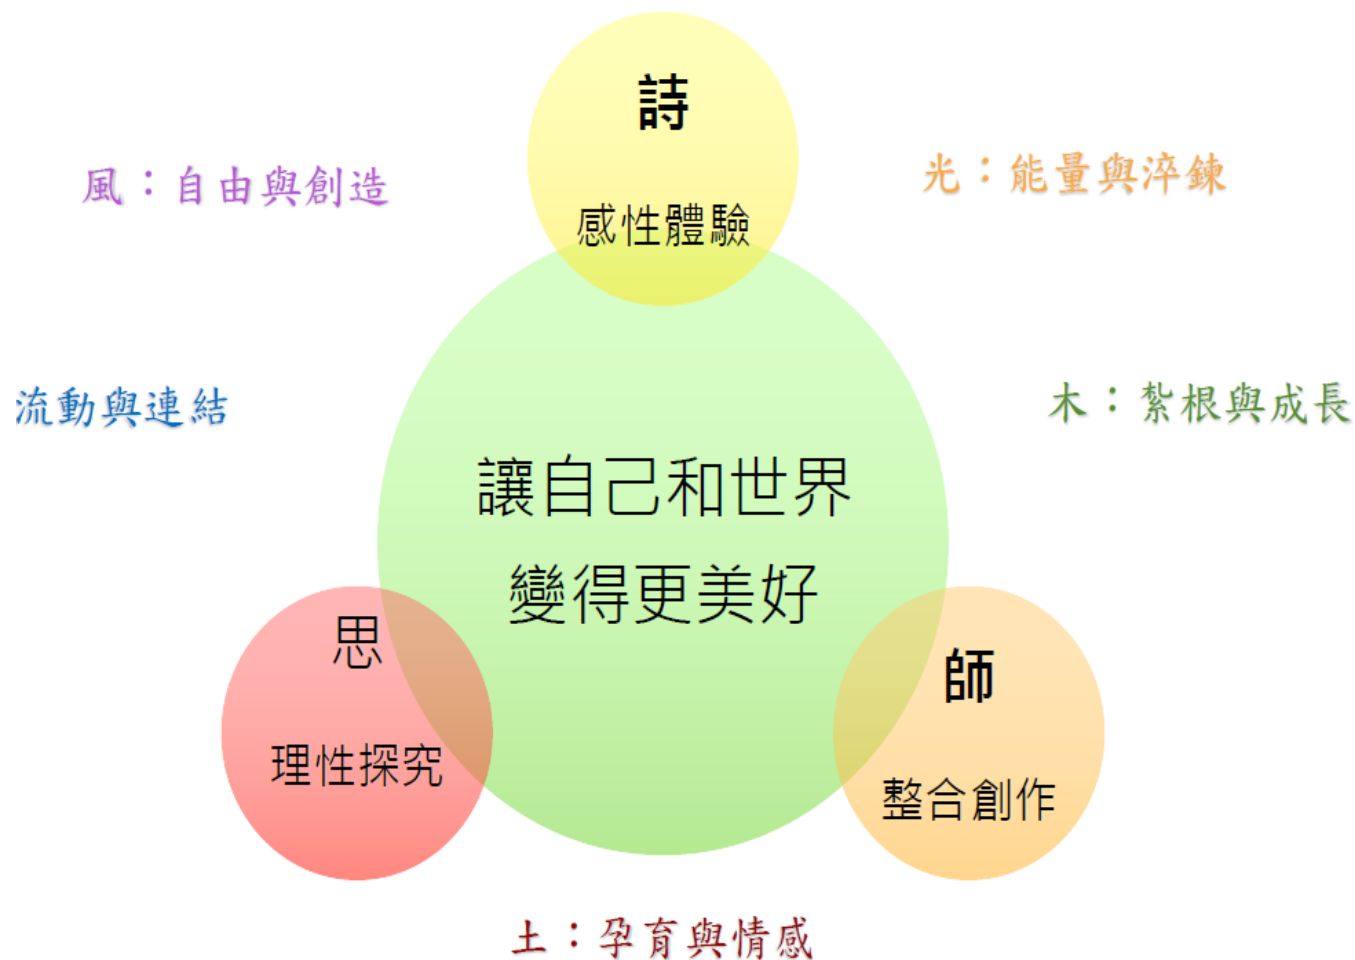 詩
感性體驗
風：自由與創造
光：能量與淬鍊
流動與連結
木：紮根與成長
讓自己和世界
變得更美好
思
理性探究
師
整合創作
土：孕育與情感